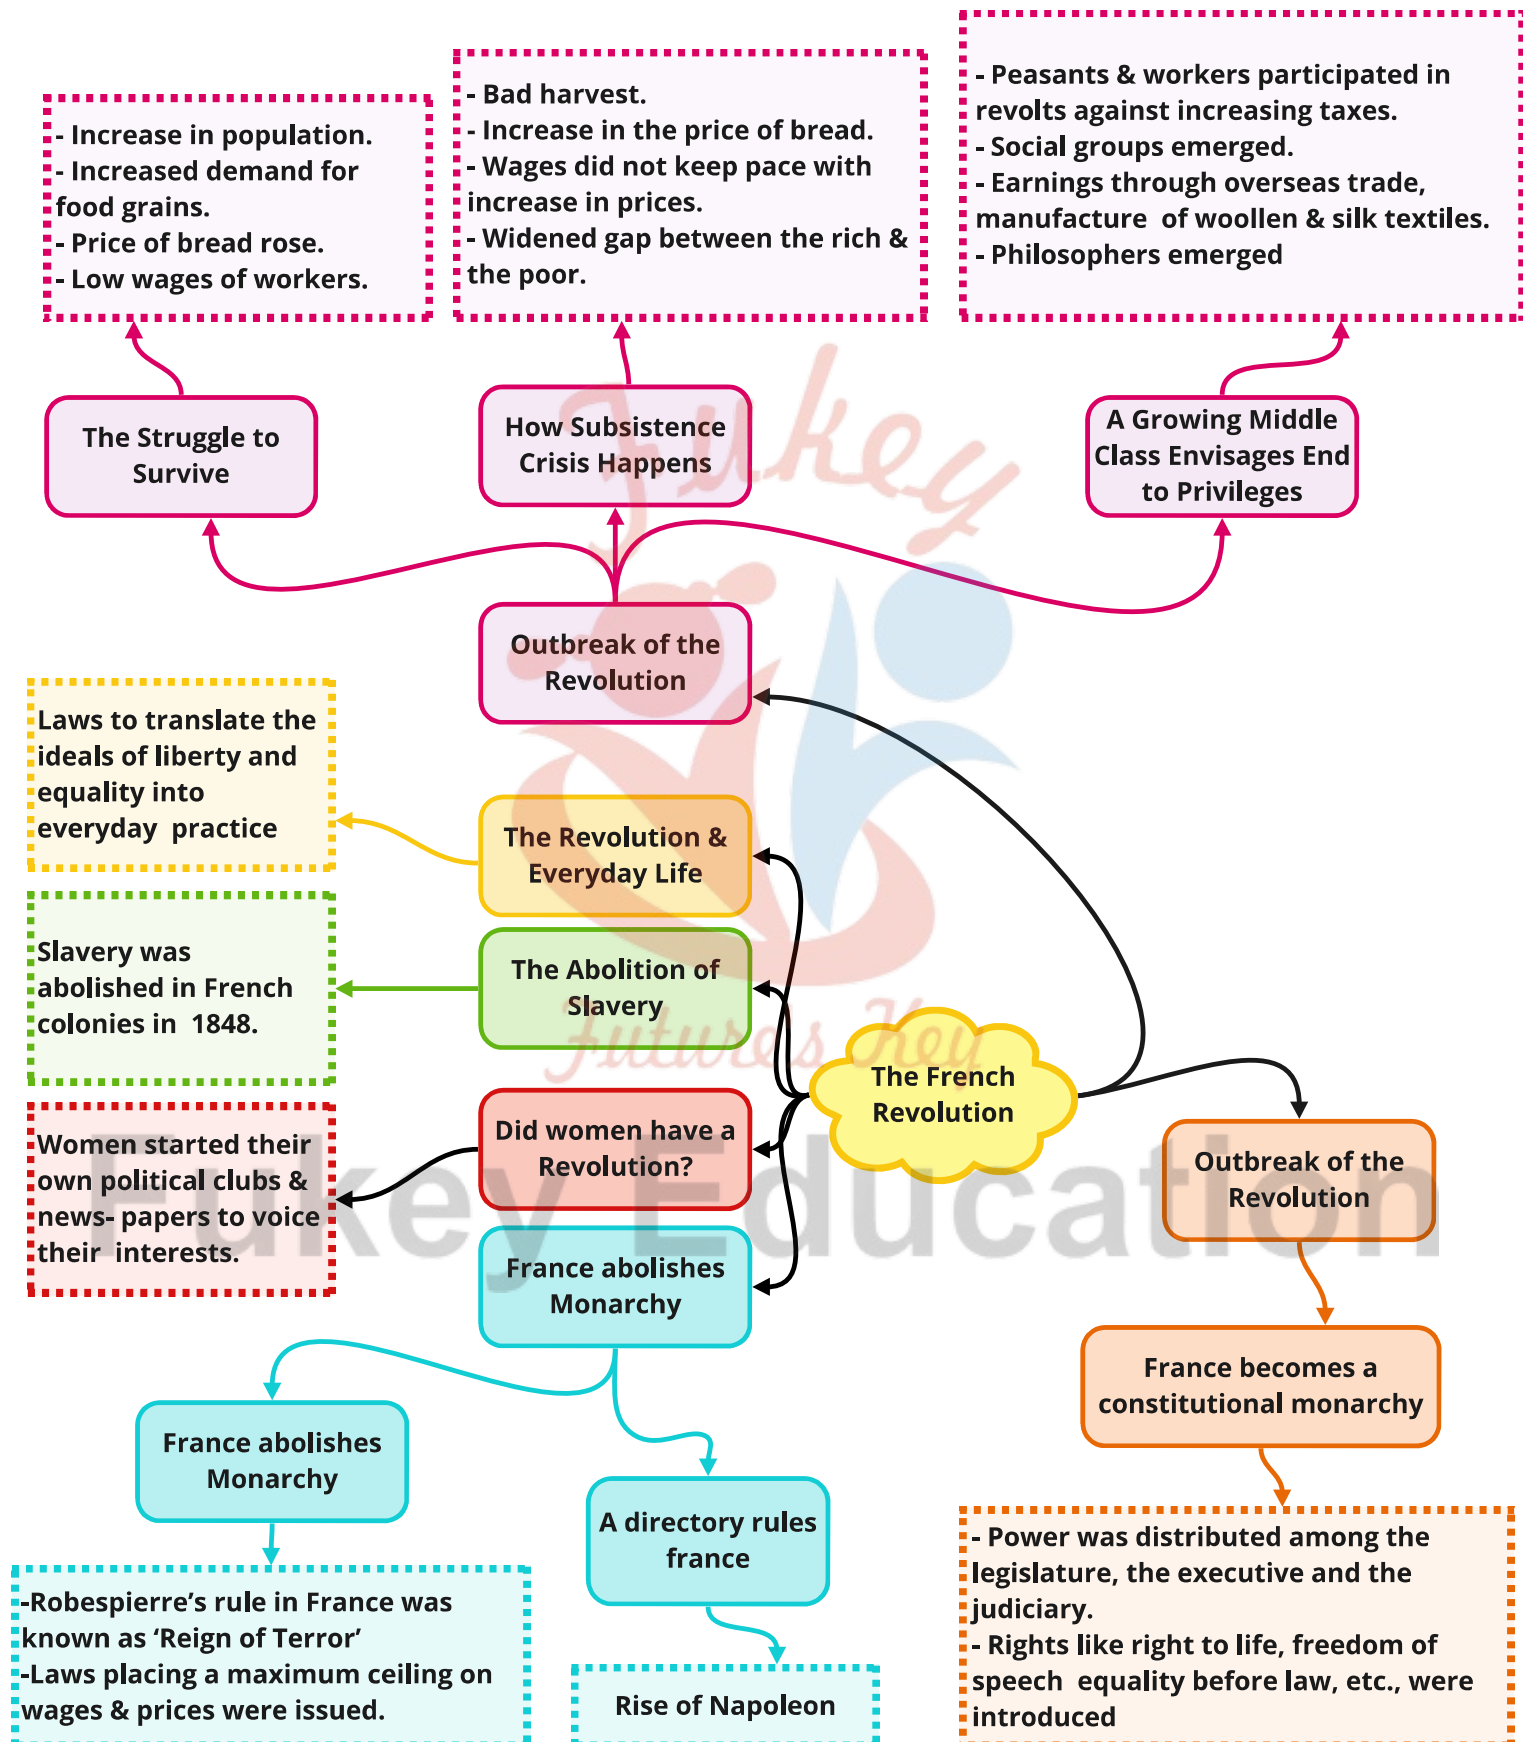 - Increase in population.
- Increased demand for
food grains.
- Price of bread rose.
- Low wages of workers.
- Bad harvest.
- Increase in the price of bread.
- Wages did not keep pace with
increase in prices.
- Widened gap between the rich &
the poor.
- Peasants & workers participated in
revolts against increasing taxes.
- Social groups emerged.
- Earnings through overseas trade,
manufacture  of woollen & silk textiles.
- Philosophers emerged
The Struggle to
Survive
How Subsistence
Crisis Happens
A Growing Middle
Class Envisages End
to Privileges
Fukey
Outbreak of the
Revolution
Laws to translate the
ideals of liberty and
equality into
everyday  practice
The Revolution &
Everyday Life
Slavery was
abolished in French
colonies in  1848.
The Abolition of
Slavery
Future's Key
The French
Revolution
Women started their
own political clubs &
news- papers to voice
their  interests.
Did women have a
Revolution?
Outbreak of the
Revolution
Fukey Education
France abolishes
Monarchy
France becomes a
constitutional monarchy
France abolishes
Monarchy
A directory rules
france
-Robespierre’s rule in France was
known as ‘Reign of Terror’
-Laws placing a maximum ceiling on
wages & prices were issued.
Rise of Napoleon
- Power was distributed among the
legislature, the executive and the
judiciary.
- Rights like right to life, freedom of
speech  equality before law, etc., were
introduced